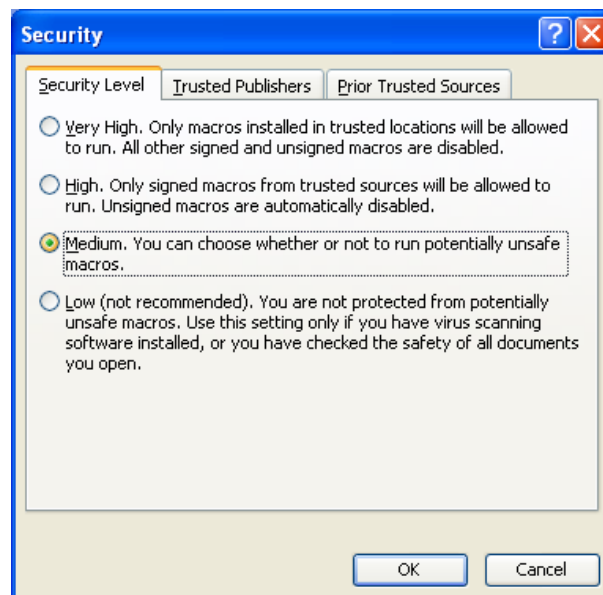 Security
Security Level
Trusted Publishers
Prior Trusted Sources
Very High. Only macros installed in trusted locations will be allowed
to run. All other signed and unsigned macros are disabled.
High. Only signed macros from trusted sources will be allowed to
run. Unsigned macros are automatically disabled.
Medium. You can choose whether or not to run potentially unsafe
macros.
Low (not recommended). You are not protected from potentially
unsafe macros. Use this setting only if you have virus scanning
software installed, or you have checked the safety of all documents
you open.
OK
Cancel